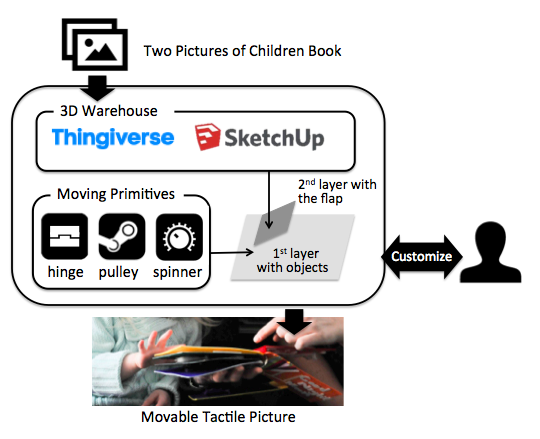 Two Pictures of Children Book
3D Warehouse
Thingiverse
SketchUp
Moving Primitives
2nd layer with
the flap
hinge
pulley
spinner
1st layer
with objects
Customize
Movable Tactile Picture